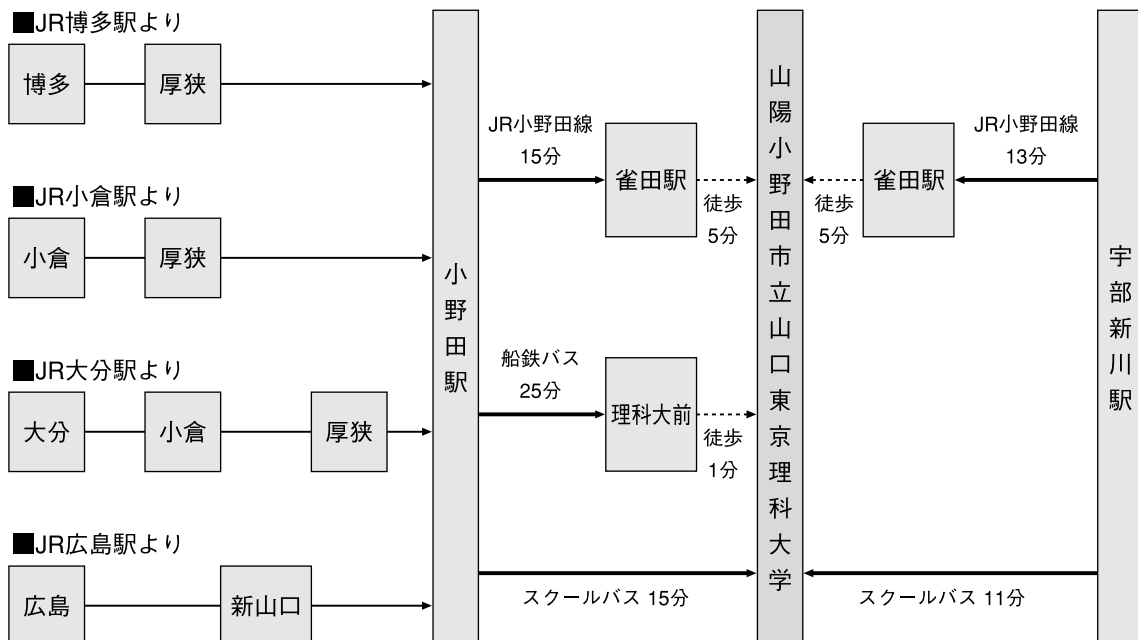 ■JR博多駅より
博多
厚狭
■JR小倉駅より
小倉
厚狭
■JR大分駅より
大分
小倉
厚狭
■JR広島駅より
広島
新山口
小野田駅
JR小野田線
15分
雀田駅
徒歩
5分
船鉄バス
25分
理科大前
徒歩
1分
スクールバス 15分
山陽小野田市立山口東京理科大学
徒歩
5分
雀田駅
JR小野田線
13分
スクールバス 11分
宇部新川駅